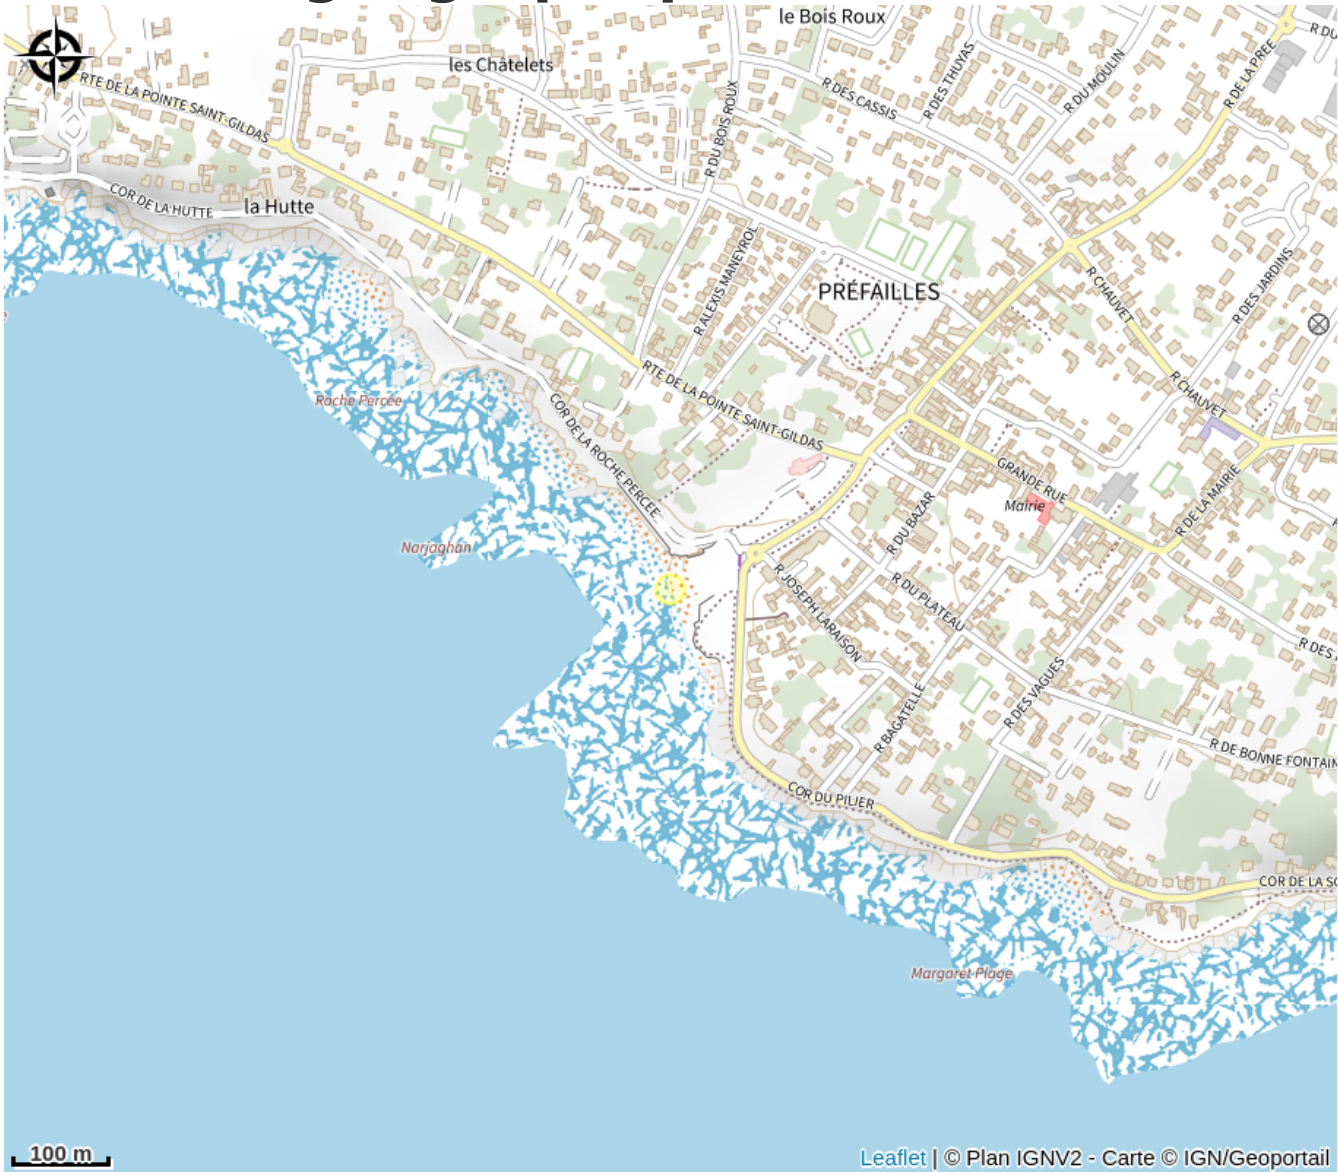 le Bois Roux
R DU
les Châtelets
RTE DE LA POINTE SAINT-GILDAS
R DES CASSIS
R DES THUYAS
R DU MOULIN
R DE LA PREE
R DU BOIS ROUX
COR DE LA HUTTE
la Hutte
R ALEXIS MANEYROL
PRÉFAILLES
R CHAUVET
R DES JARDINS
Roche Percée
RTE DE LA POINTE SAINT-GILDAS
R CHAUVET
COR DE LA ROCHE PERCEE
GRANDE RUE
Mairie
R DE LA MAIRIE
R DU BAZAR
Norjaghan
R JOSEPH LARAISON
R DU PLATEAU
R DES
R DES VAGUES
R BAGATELLE
R DE BONNE FONTAIN
COR DU PILIER
COR DE LA SO
Margaret Plage
100 m
Leaflet | © Plan IGNV2 - Carte © IGN/Geoportail